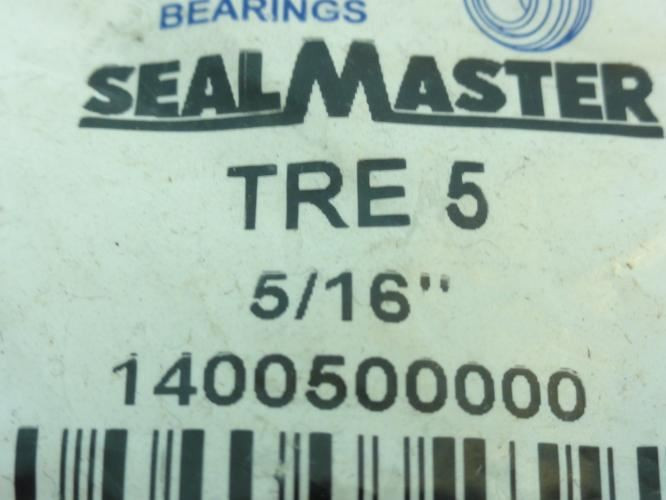 BEARINGS
SEALMASTER
TRE 5
5/16"
1400500000